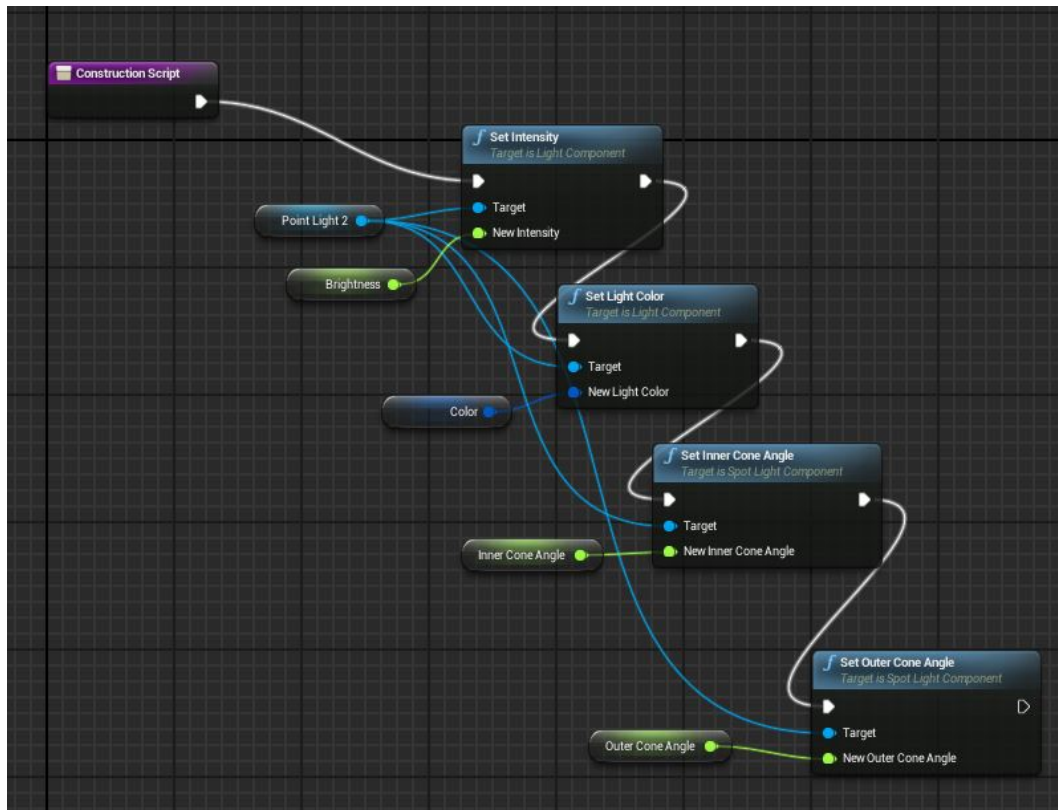 Construction Script
Set Intensity
Target is Light Component
Target
New Intensity
Point Light 2
Brightness
Set Light Color
Target is Light Component
Target
New Light Color
Color
Set Inner Cone Angle
Target is Spot Light Component
Target
New Inner Cone Angle
Inner Cone Angle
Set Outer Cone Angle
Target is Spot Light Component
Target
New Outer Cone Angle
Outer Cone Angle